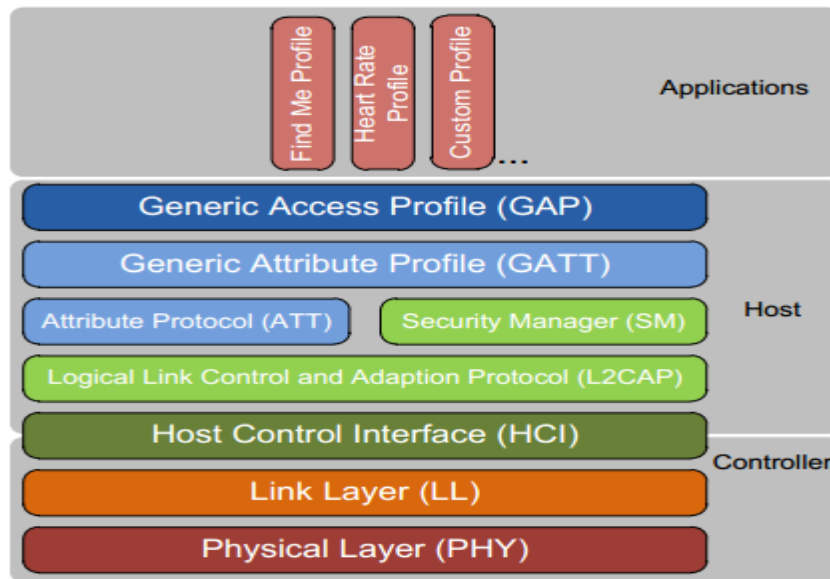 Find Me Profile
Heart Rate
Profile
Custom Profile
...
Applications
Generic Access Profile (GAP)
Generic Attribute Profile (GATT)
Attribute Protocol (ATT)
Security Manager (SM)
Host
Logical Link Control and Adaption Protocol (L2CAP)
Host Control Interface (HCI)
Controller
Link Layer (LL)
Physical Layer (PHY)